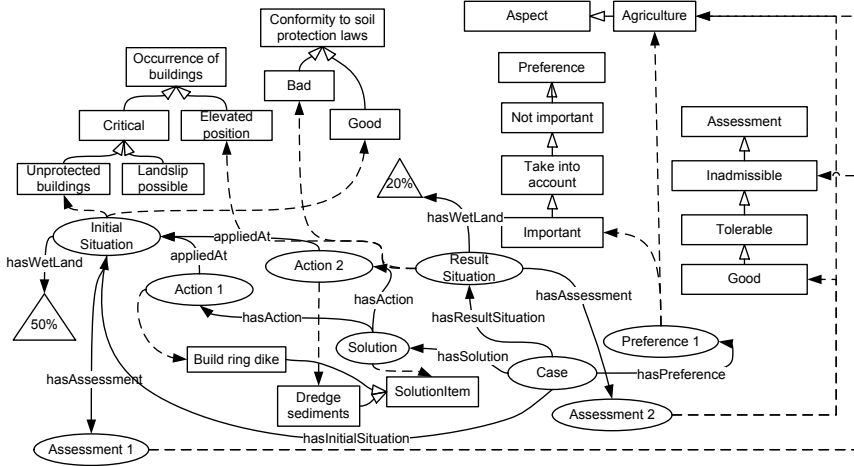 Conformity to soil
protection laws
Aspect
Agriculture
Occurrence of
buildings
Bad
Preference
Critical
Elevated
position
Good
Not important
Assessment
Unprotected
buildings
Landslip
possible
20%
Take into
account
Inadmissible
hasWetLand
Important
Tolerable
Initial
Situation
appliedAt
Result
Situation
hasWetLand
appliedAt
Action 2
Good
Action 1
hasAction
hasAssessment
50%
hasAction
hasResultSituation
Solution
hasSolution
Preference 1
Build ring dike
Case
hasPreference
hasAssessment
Dredge
sediments
SolutionItem
Assessment 2
hasInitialSituation
Assessment 1